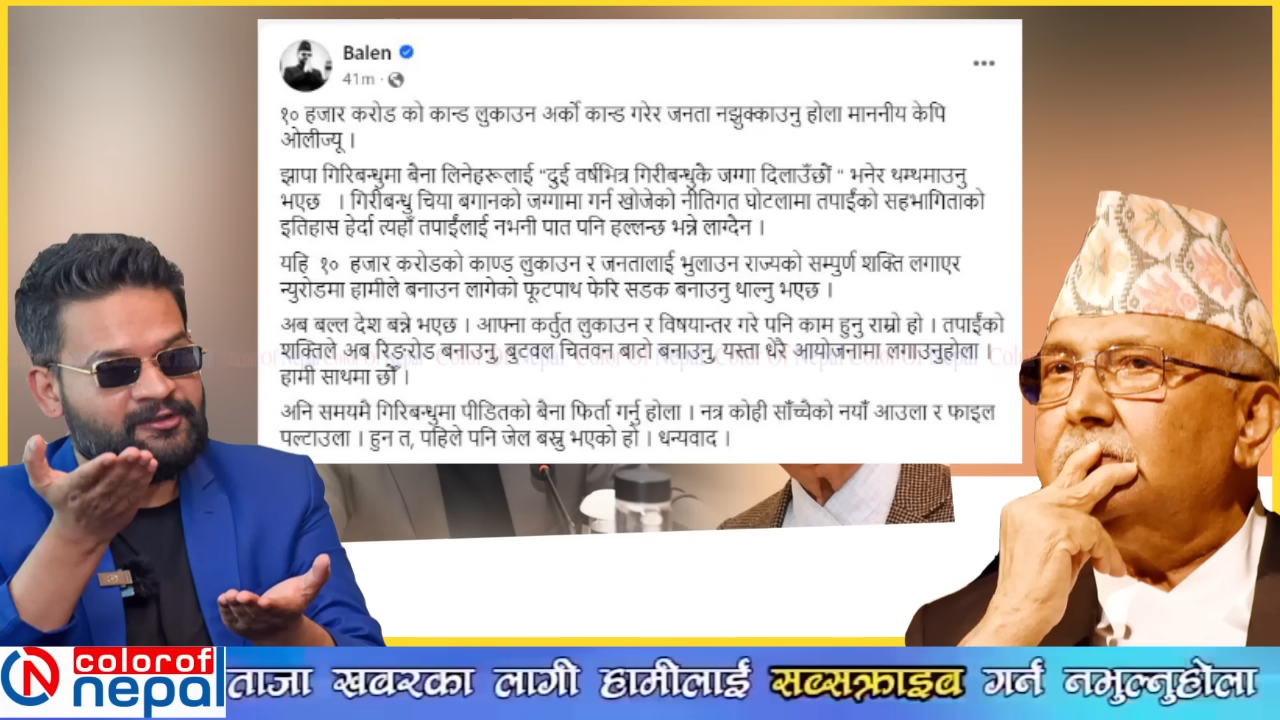 Balen
41m ·
१० हजार करोड को कान्ड लुकाउन अर्को कान्ड गरेर जनता नझुक्काउनु होला माननीय केपि
ओलीज्यू ।
झापा गिरिबन्धुमा बैना लिनेहरूलाई "दुई वर्षभित्र गिरीबन्धुकै जग्गा दिलाउँछौं " भनेर थम्थमाउनु
भएछ । गिरीबन्धु चिया बगानको जग्गामा गर्न खोजेको नीतिगत घोटलामा तपाईंको सहभागिताको
इतिहास हेर्दा त्यहाँ तपाईंलाई नभनी पात पनि हल्लन्छ भन्ने लाग्दैन ।
यहि १० हजार करोडको काण्ड लुकाउन र जनतालाई भुलाउन राज्यको सम्पुर्ण शक्ति लगाएर
न्युरोडमा हामीले बनाउन लागेको फूटपाथ फेरि सडक बनाउनु थाल्नु भएछ ।
अब बल्ल देश बन्ने भएछ । आफ्ना कर्तुत लुकाउन र विषयान्तर गरे पनि काम हुनु राम्रो हो । तपाईंको
शक्तिले अब रिङरोड बनाउनु, बुटवल चितवन बाटो बनाउनु, यस्ता थेरै आयोजनामा लगाउनुहोला ।
हामी साथमा छौँ ।
अनि समयमै गिरिबन्धुमा पीडितको बैना फिर्ता गर्नु होला । नत्र कोही साँच्चैको नयाँ आउला र फाइल
पल्टाउला । हुन त, पहिले पनि जेल बस्नु भएको हो । धन्यवाद ।
Color Of Nepal
colorof
nepal
ताजा खबरका लागी हामीलाई सब्सक्राइब गर्न नभुल्नुहोला